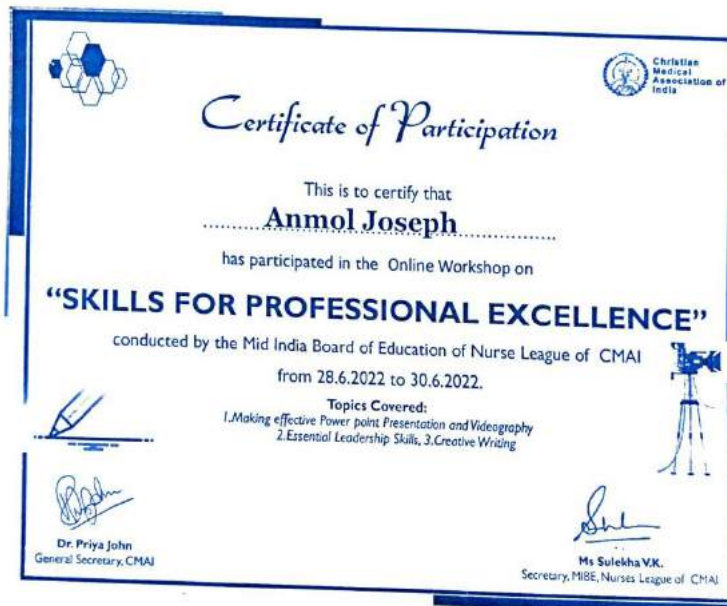 Christian
Medical
Association of
India
Certificate of Participation
This is to certify that
Anmol Joseph
has participated in the Online Workshop on
“SKILLS FOR PROFESSIONAL EXCELLENCE”
conducted by the Mid India Board of Education of Nurse League of CMAI
from 28.6.2022 to 30.6.2022.
Topics Covered:
1.Making effective Power point Presentation and Videography
2.Essential Leadership Skills, 3.Creative Writing
Dr. Priya John
General Secretary, CMAI
Ms Sulekha V.K.
Secretary, MIBE, Nurses League of CMAI